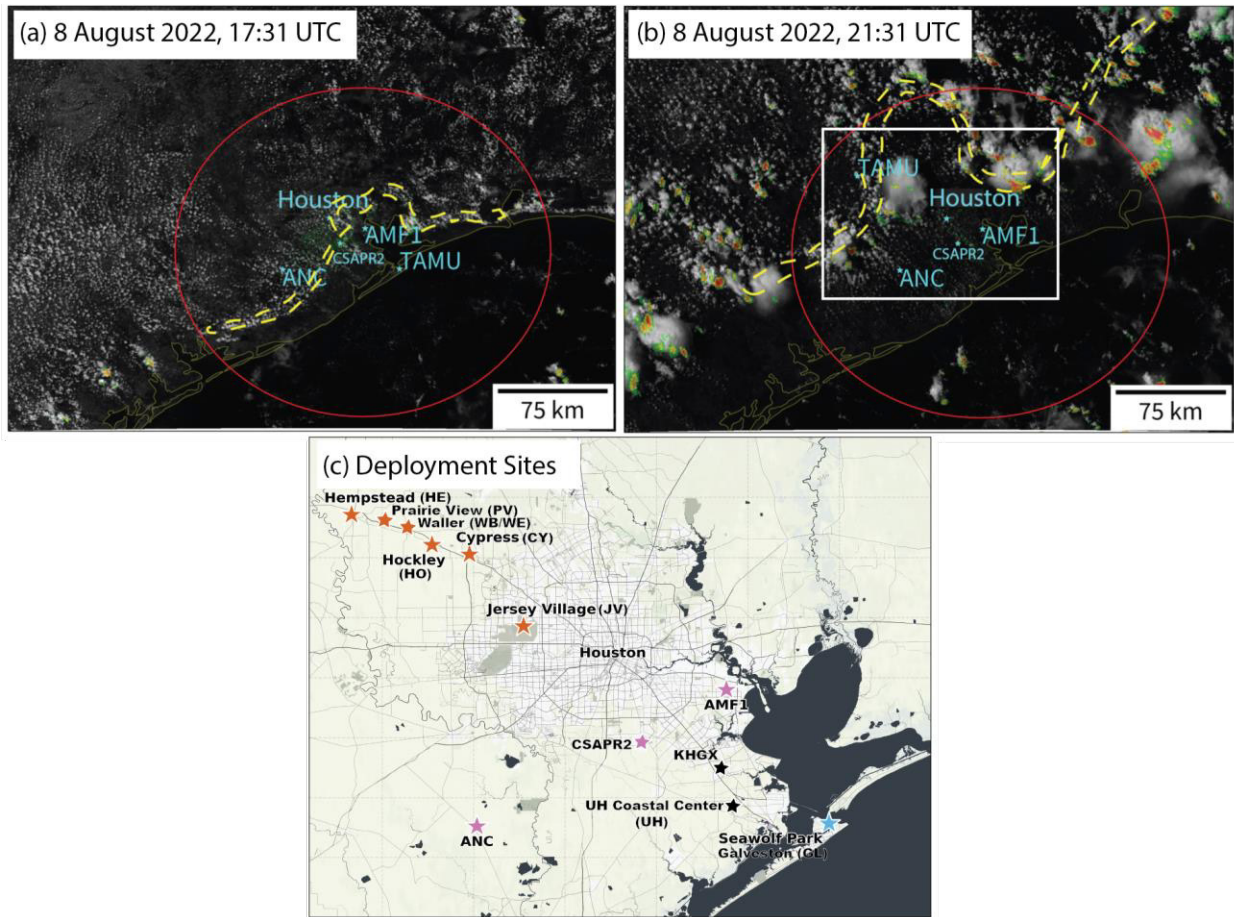 (a) 8 August 2022, 17:31 UTC
Houston
AMF1
CSAPR2
TAMU
ANC
75 km
(b) 8 August 2022, 21:31 UTC
TAMU
Houston
AMF1
CSAPR2
ANC
75 km
(c) Deployment Sites
Hempstead (HE)
Prairie View (PV)
Waller (WB/WE)
Cypress (CY)
Hockley
(HO)
Jersey Village (JV)
Houston
AMF1
CSAPR2
KHGX
UH Coastal Center
(UH)
ANC
Seawolf Park
Galveston (GL)